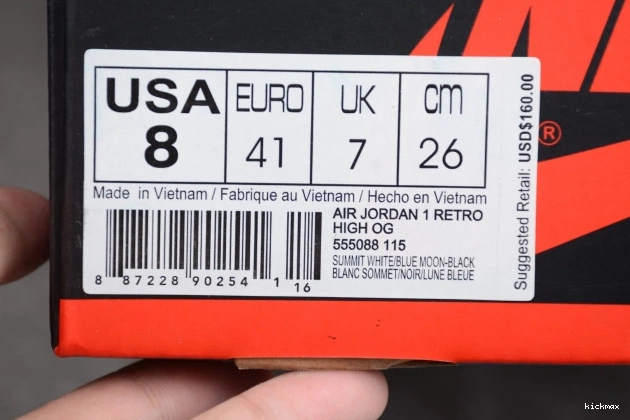 USA EURO UK cm
8 41 7 26
Made in Vietnam / Fabrique au Vietnam / Hecho en Vietnam
AIR JORDAN 1 RETRO
HIGH OG
555088 115
SUMMIT WHITE/BLUE MOON-BLACK
BLANC SOMMET/NOIR/LUNE BLEUE
8 87228 90254 1
16
Suggested Retail: USD$160.00
®
kickmax